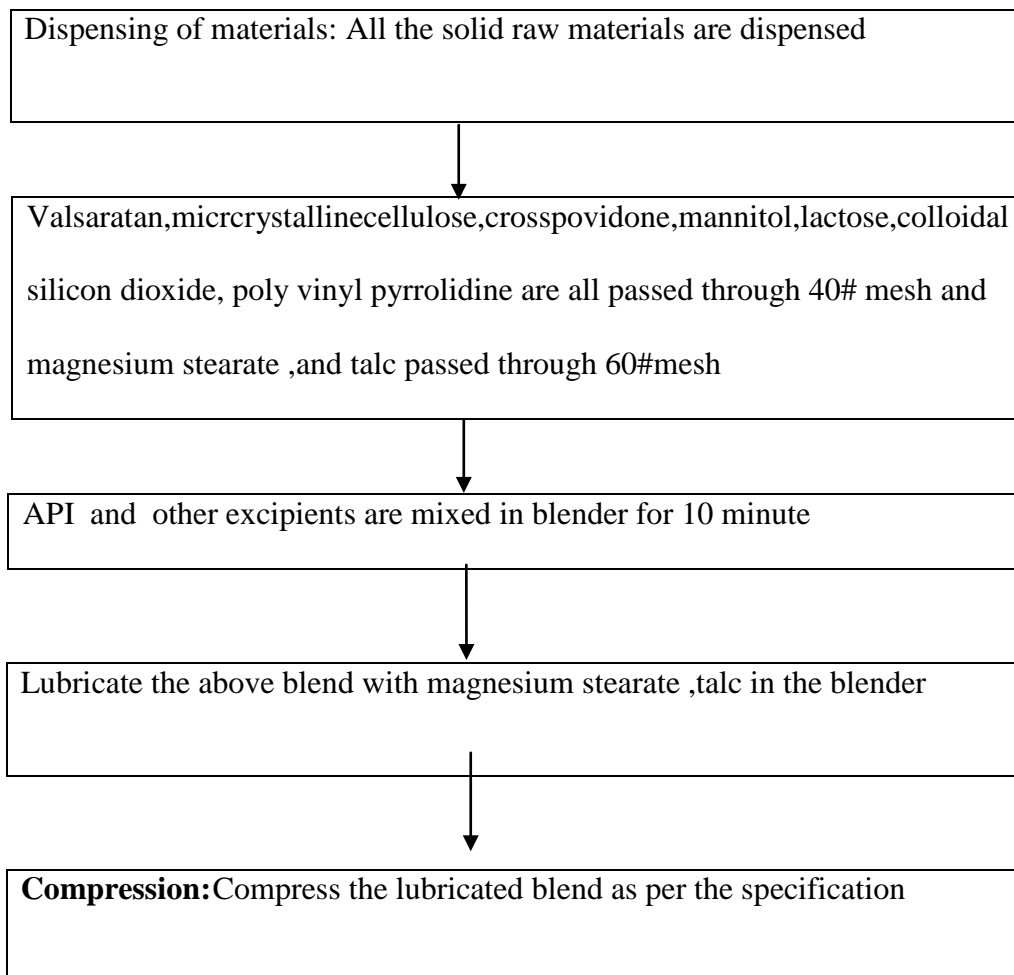 Dispensing of materials: All the solid raw materials are dispensed
Valsaratan,micrcrystallinecellulose,crosspovidone,mannitol,lactose,colloidal
silicon dioxide, poly vinyl pyrrolidine are all passed through 40# mesh and
magnesium stearate ,and talc passed through 60#mesh
API and other excipients are mixed in blender for 10 minute
Lubricate the above blend with magnesium stearate ,talc in the blender
Compression:Compress the lubricated blend as per the specification